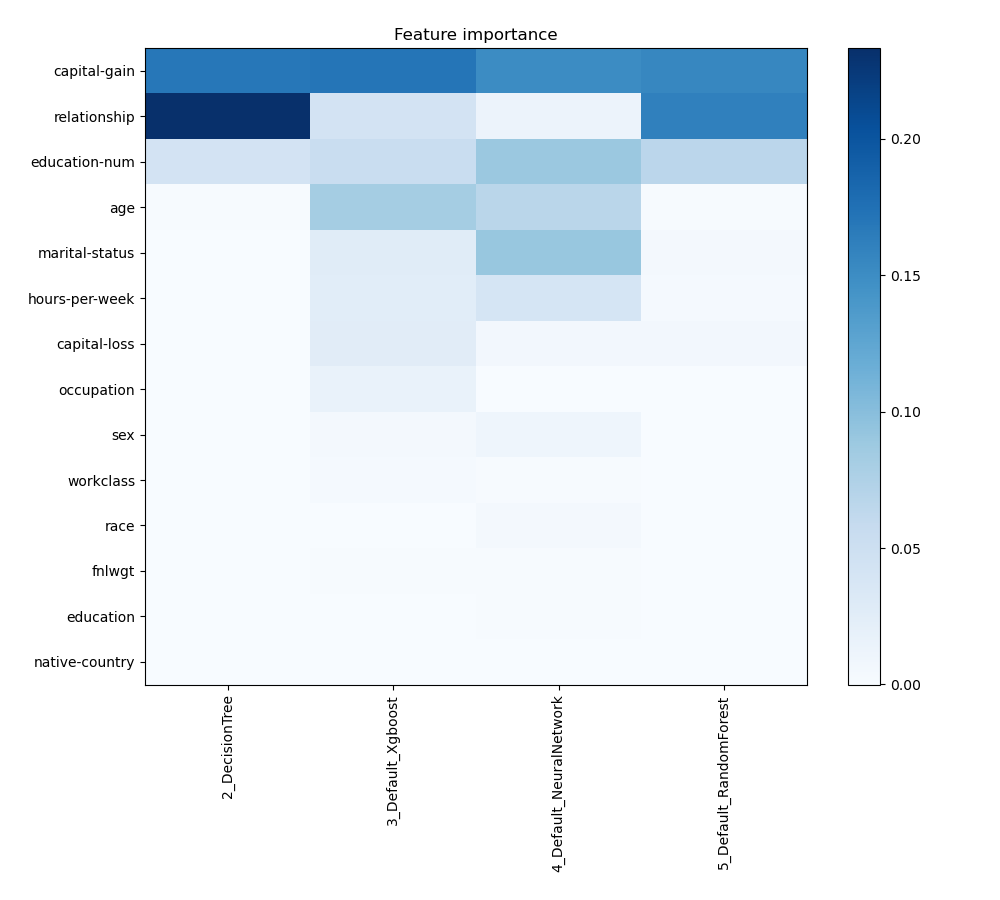 Feature importance
capital-gain
relationship
education-num
age
marital-status
hours-per-week
capital-loss
occupation
sex
workclass
race
fnlwgt
education
native-country
2_DecisionTree
3_Default_Xgboost
4_Default_NeuralNetwork
5_Default_RandomForest
0.20
0.15
0.10
0.05
0.00